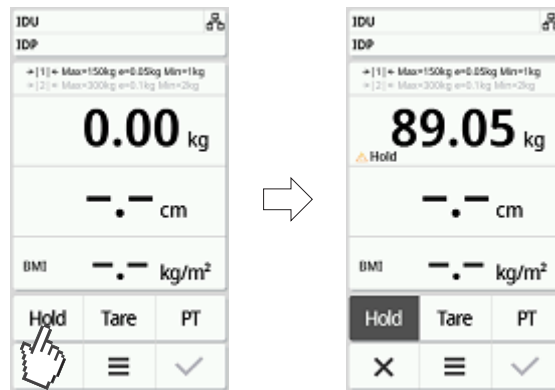 IDU
IDP
→|1|← Max=150kg e=0.05kg Min=1kg
→|2|← Max=300kg e=0.1kg Min=2kg
0.00 kg
–.– cm
BMI –.– kg/m²
Hold Tare PT
IDU
IDP
→|1|← Max=150kg e=0.05kg Min=1kg
→|2|← Max=300kg e=0.1kg Min=2kg
89.05 kg
Hold
–.– cm
BMI –.– kg/m²
Hold Tare PT